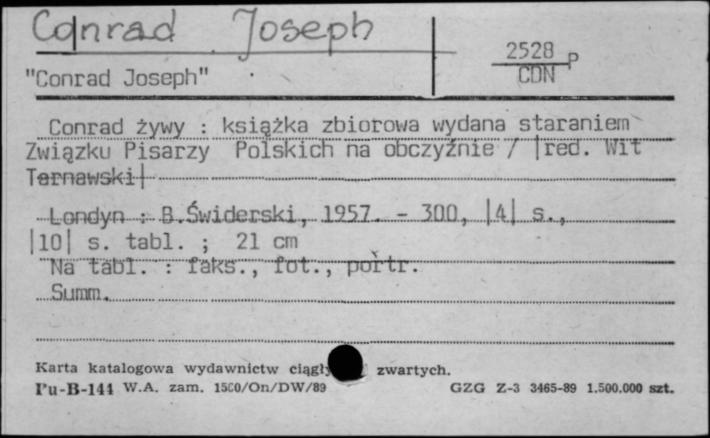 Conrad Joseph
2528 P
CDN
"Conrad Joseph"
Conrad żywy : książka zbiorowa wydana staraniem
Związku Pisarzy Polskich na obczyźnie / |red. Wit
Tarnawski|
Londyn : B.Świderski, 1957. - 300, |4| s.,
|10| s. tabl. ; 21 cm
Na tabl. : faks., fot., portr.
Summ.
Karta katalogowa wydawnictw zwartych.
Pu-B-144 W.A. zam. 1500/On/DW/89 GZG Z-3 3465-89 1.500.000 szt.